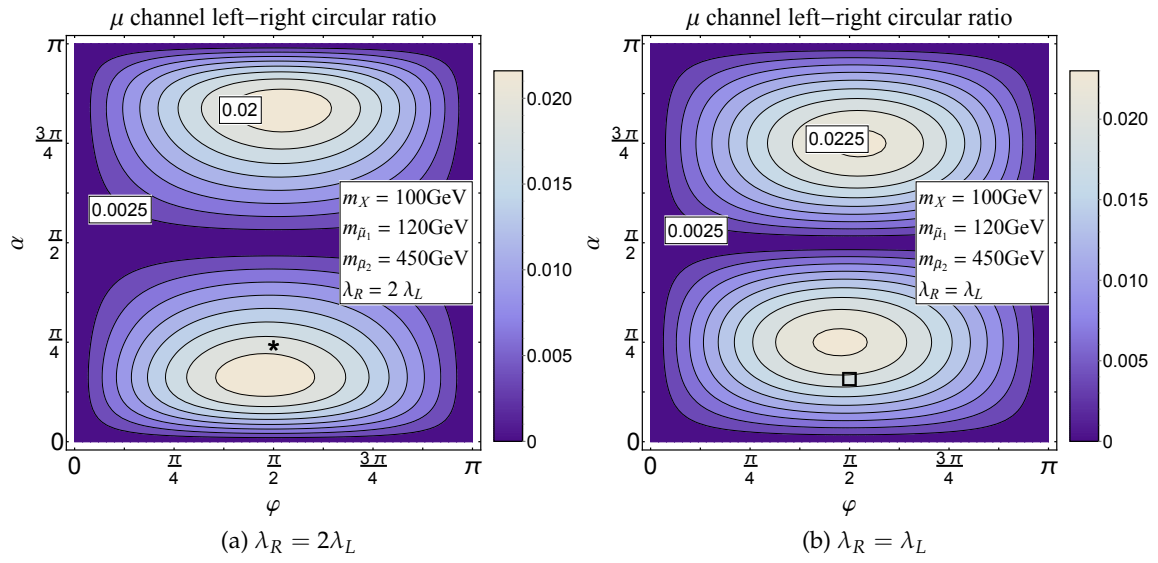 μ channel left-right circular ratio
π
3π/4
π/2
π/4
0
α
0.02
0.0025
m_X = 100GeV
m_μ̃1 = 120GeV
m_μ̃2 = 450GeV
λ_R = 2 λ_L
*
0 π/4 π/2 3π/4 π
φ
0.020
0.015
0.010
0.005
0
(a) λ_R = 2λ_L
μ channel left-right circular ratio
π
3π/4
π/2
π/4
0
α
0.0225
0.0025
m_X = 100GeV
m_μ̃1 = 120GeV
m_μ̃2 = 450GeV
λ_R = λ_L
0 π/4 π/2 3π/4 π
φ
0.020
0.015
0.010
0.005
0
(b) λ_R = λ_L